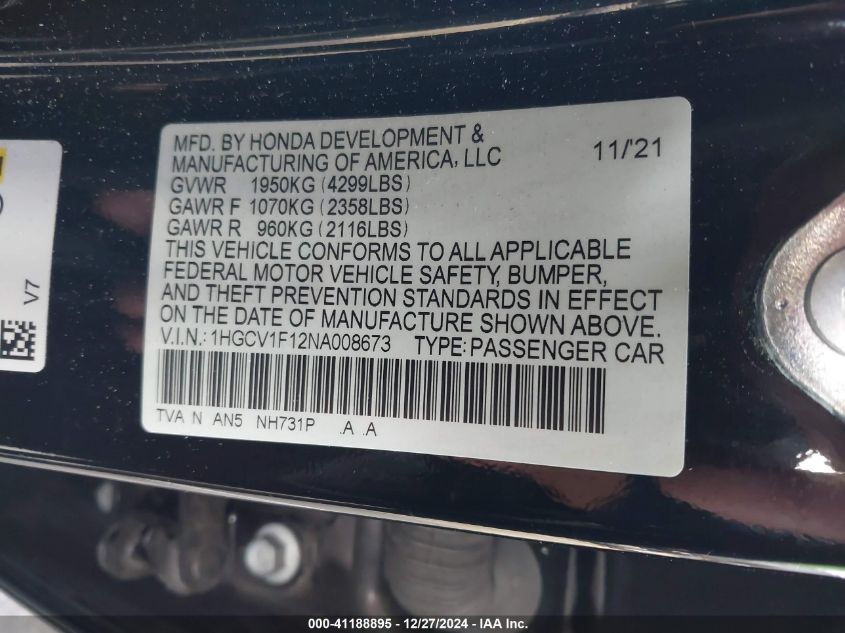 MFD. BY HONDA DEVELOPMENT &
MANUFACTURING OF AMERICA, LLC 11/'21
GVWR 1950KG (4299LBS)
GAWR F 1070KG (2358LBS)
GAWR R 960KG (2116LBS)
THIS VEHICLE CONFORMS TO ALL APPLICABLE
FEDERAL MOTOR VEHICLE SAFETY, BUMPER,
AND THEFT PREVENTION STANDARDS IN EFFECT
ON THE DATE OF MANUFACTURE SHOWN ABOVE.
V.I.N.: 1HGCV1F12NA008673 TYPE: PASSENGER CAR
TVA N AN5 NH731P .A .A
V7
000-41188895 - 12/27/2024 - IAA Inc.